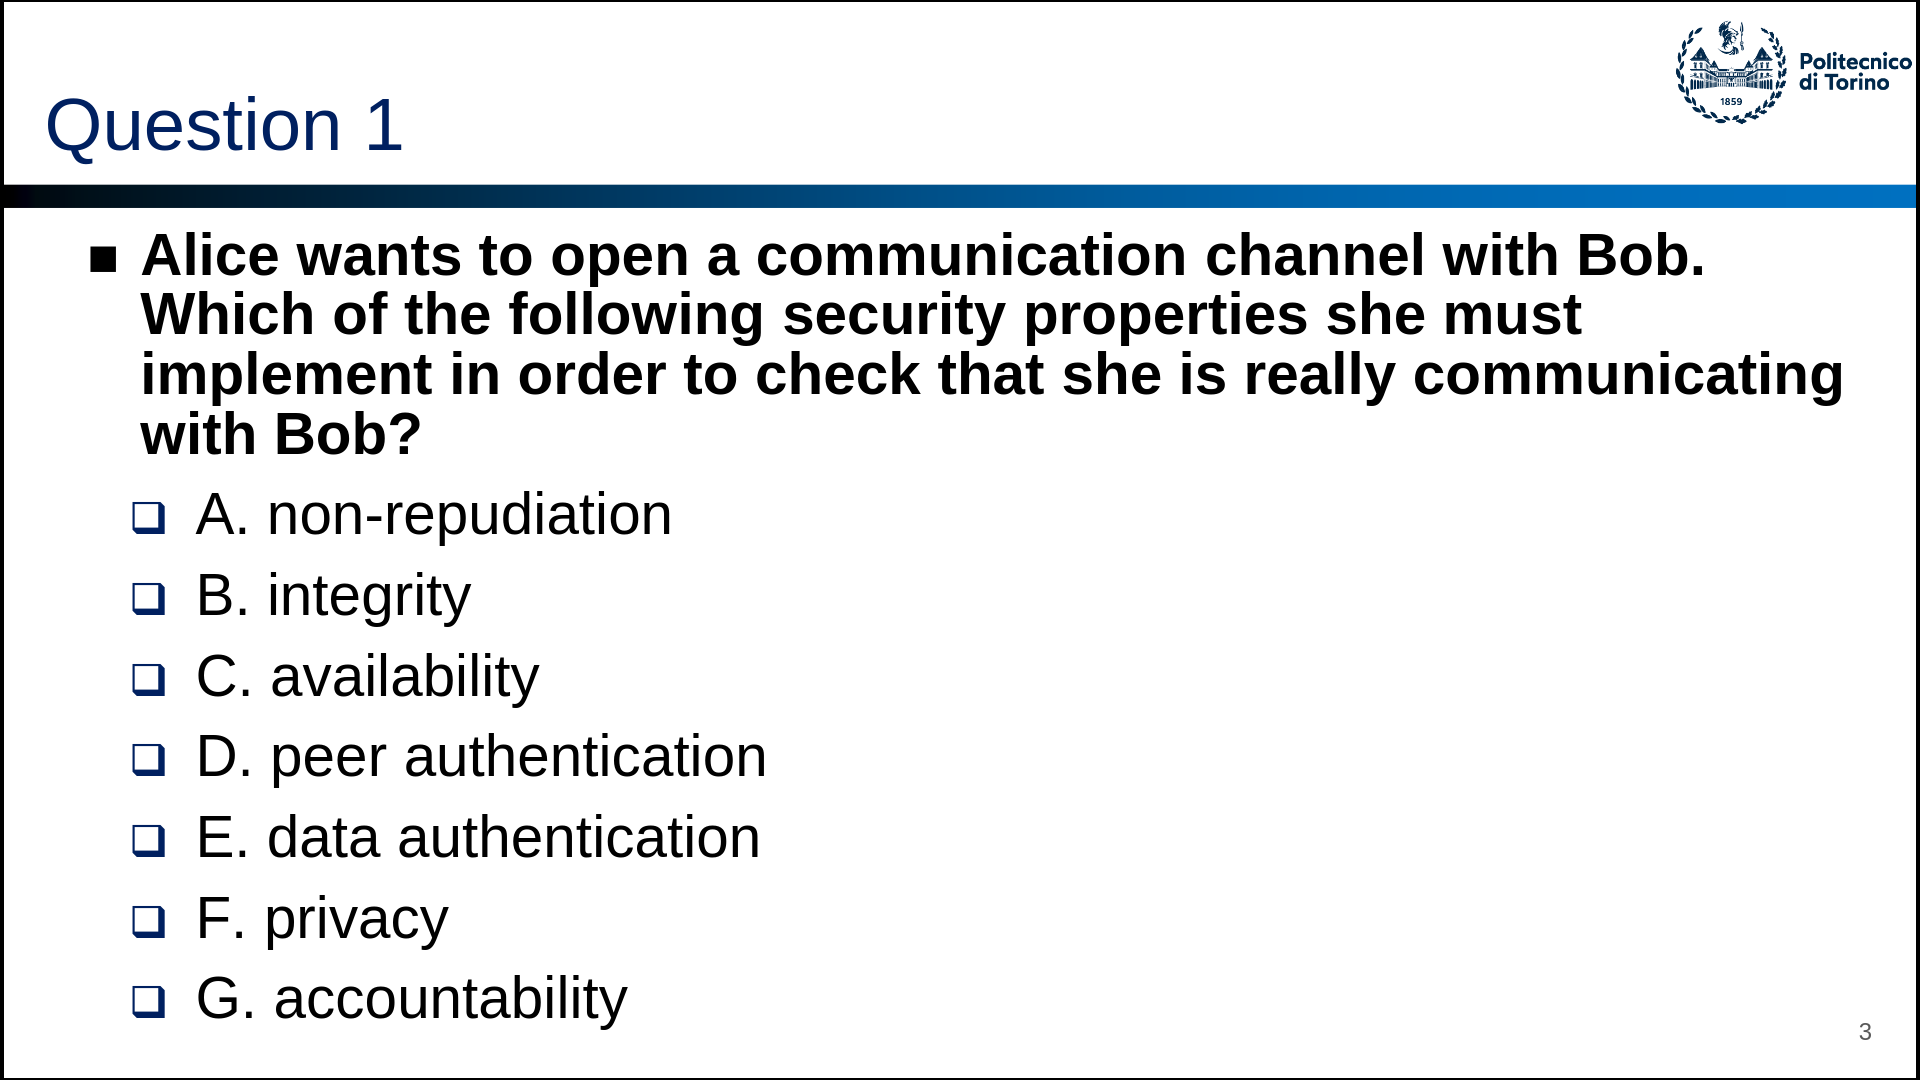 1859
Politecnico
di Torino
Question 1
Alice wants to open a communication channel with Bob.
Which of the following security properties she must
implement in order to check that she is really communicating
with Bob?
A. non-repudiation
B. integrity
C. availability
D. peer authentication
E. data authentication
F. privacy
G. accountability
3